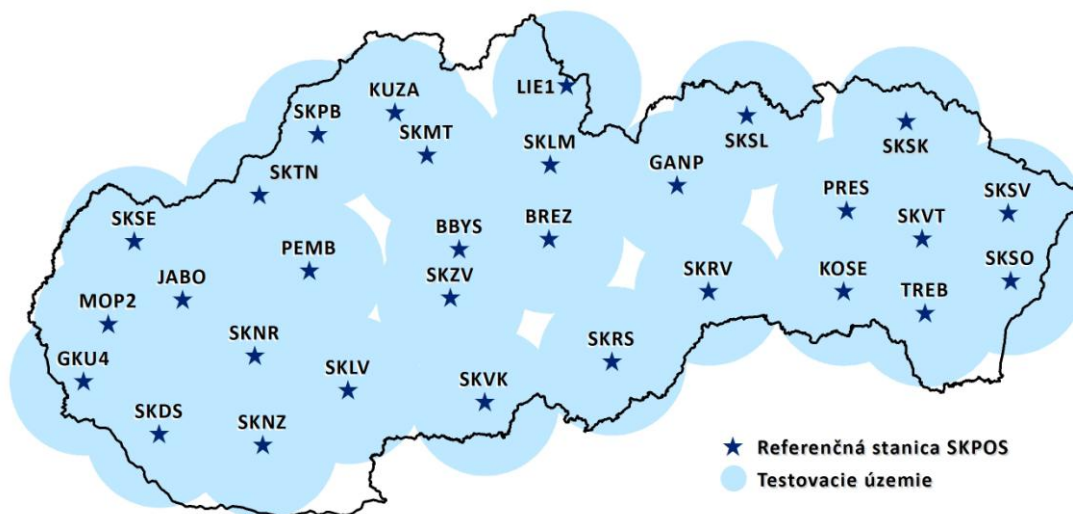 LIE1
KUZA
SKPB
SKMT
SKSL
SKSK
SKLM
GANP
SKTN
PRES
SKSV
SKSE
BBYS
BREZ
SKVT
PEMB
JABO
SKZV
SKRV
KOSE
SKSO
MOP2
TREB
SKNR
SKRS
GKU4
SKLV
SKVK
SKDS
SKNZ
Referenčná stanica SKPOS
Testovacie územie